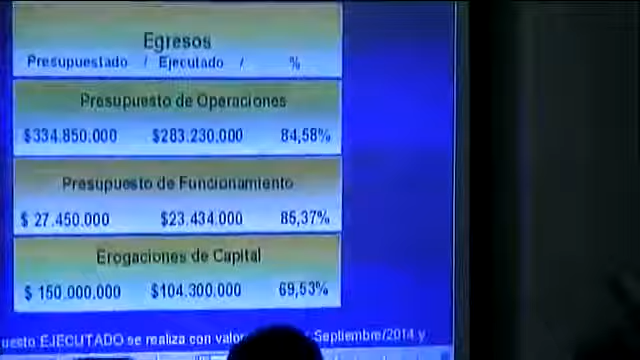 Egresos
Presupuestado / Ejecutado / %
Presupuesto de Operaciones
$334.850.000 $283.230.000 84,58%
Presupuesto de Funcionamiento
$ 27.450.000 $23.434.000 85,37%
Erogaciones de Capital
$ 150.000.000 $104.300.000 69,53%
uesto EJECUTADO se realiza con valor Septiembre/2014 y